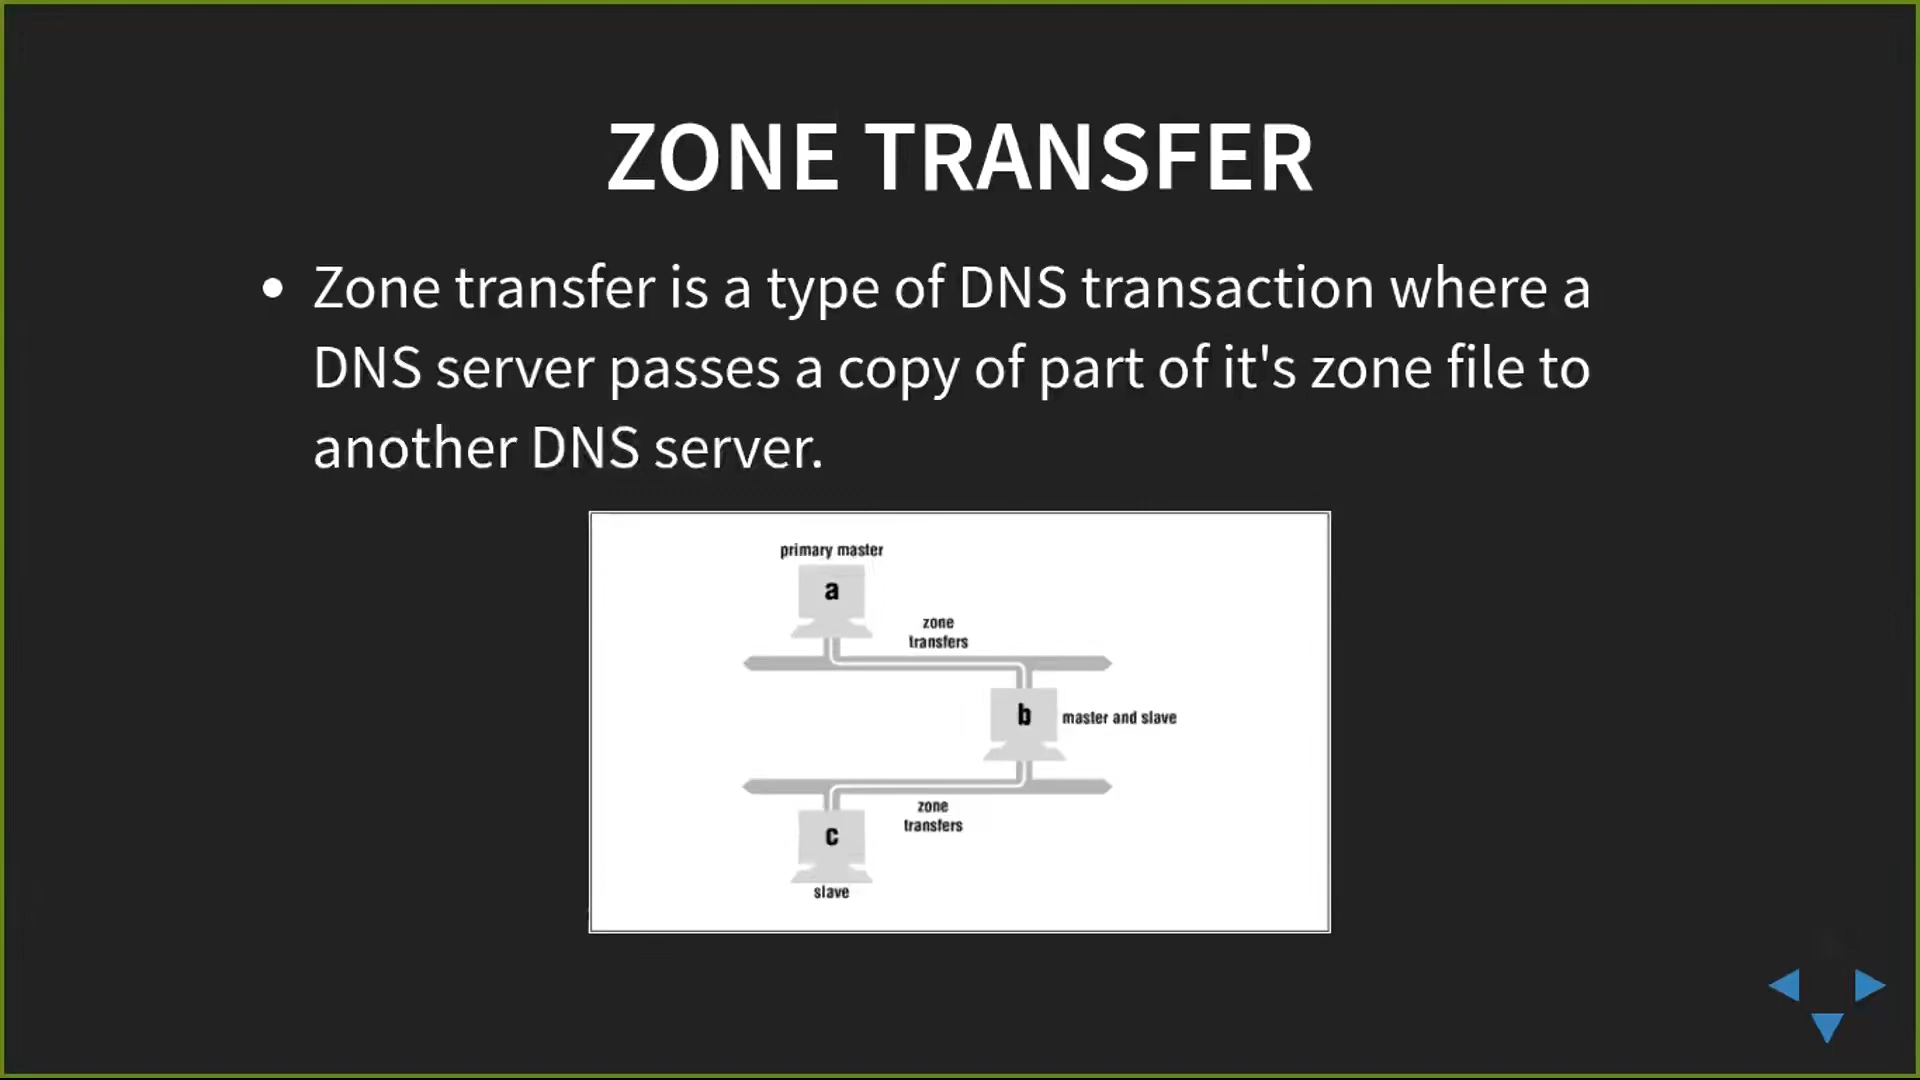 ZONE TRANSFER
• Zone transfer is a type of DNS transaction where a
DNS server passes a copy of part of it's zone file to
another DNS server.
primary master
a
zone
transfers
b
master and slave
zone
transfers
c
slave